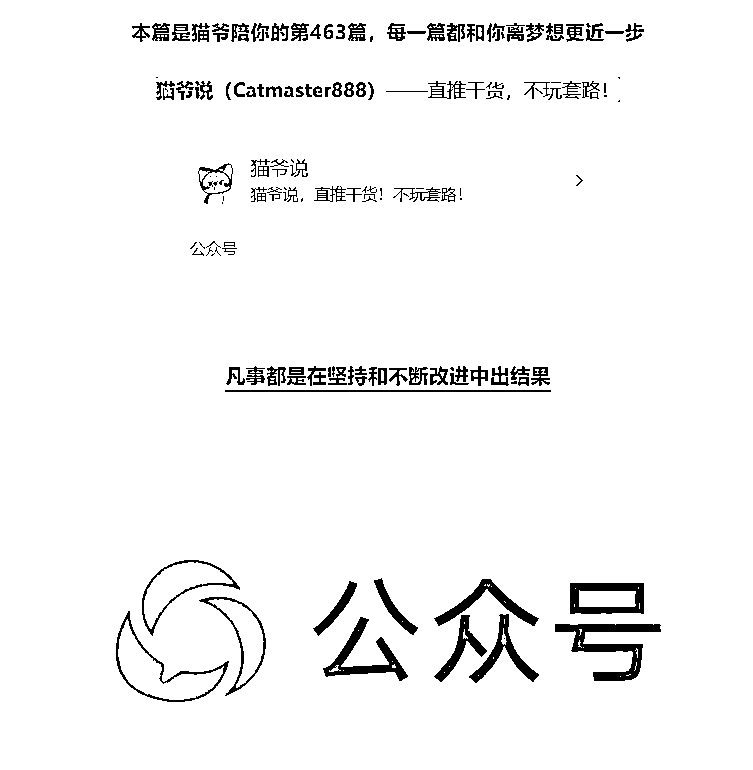 本篇是猫爷陪你的第463篇，每一篇都和你离梦想更近一步
猫爷说（Catmaster888）——直推干货，不玩套路！
猫爷说
猫爷说，直推干货！不玩套路！
公众号
凡事都是在坚持和不断改进中出结果
公众号